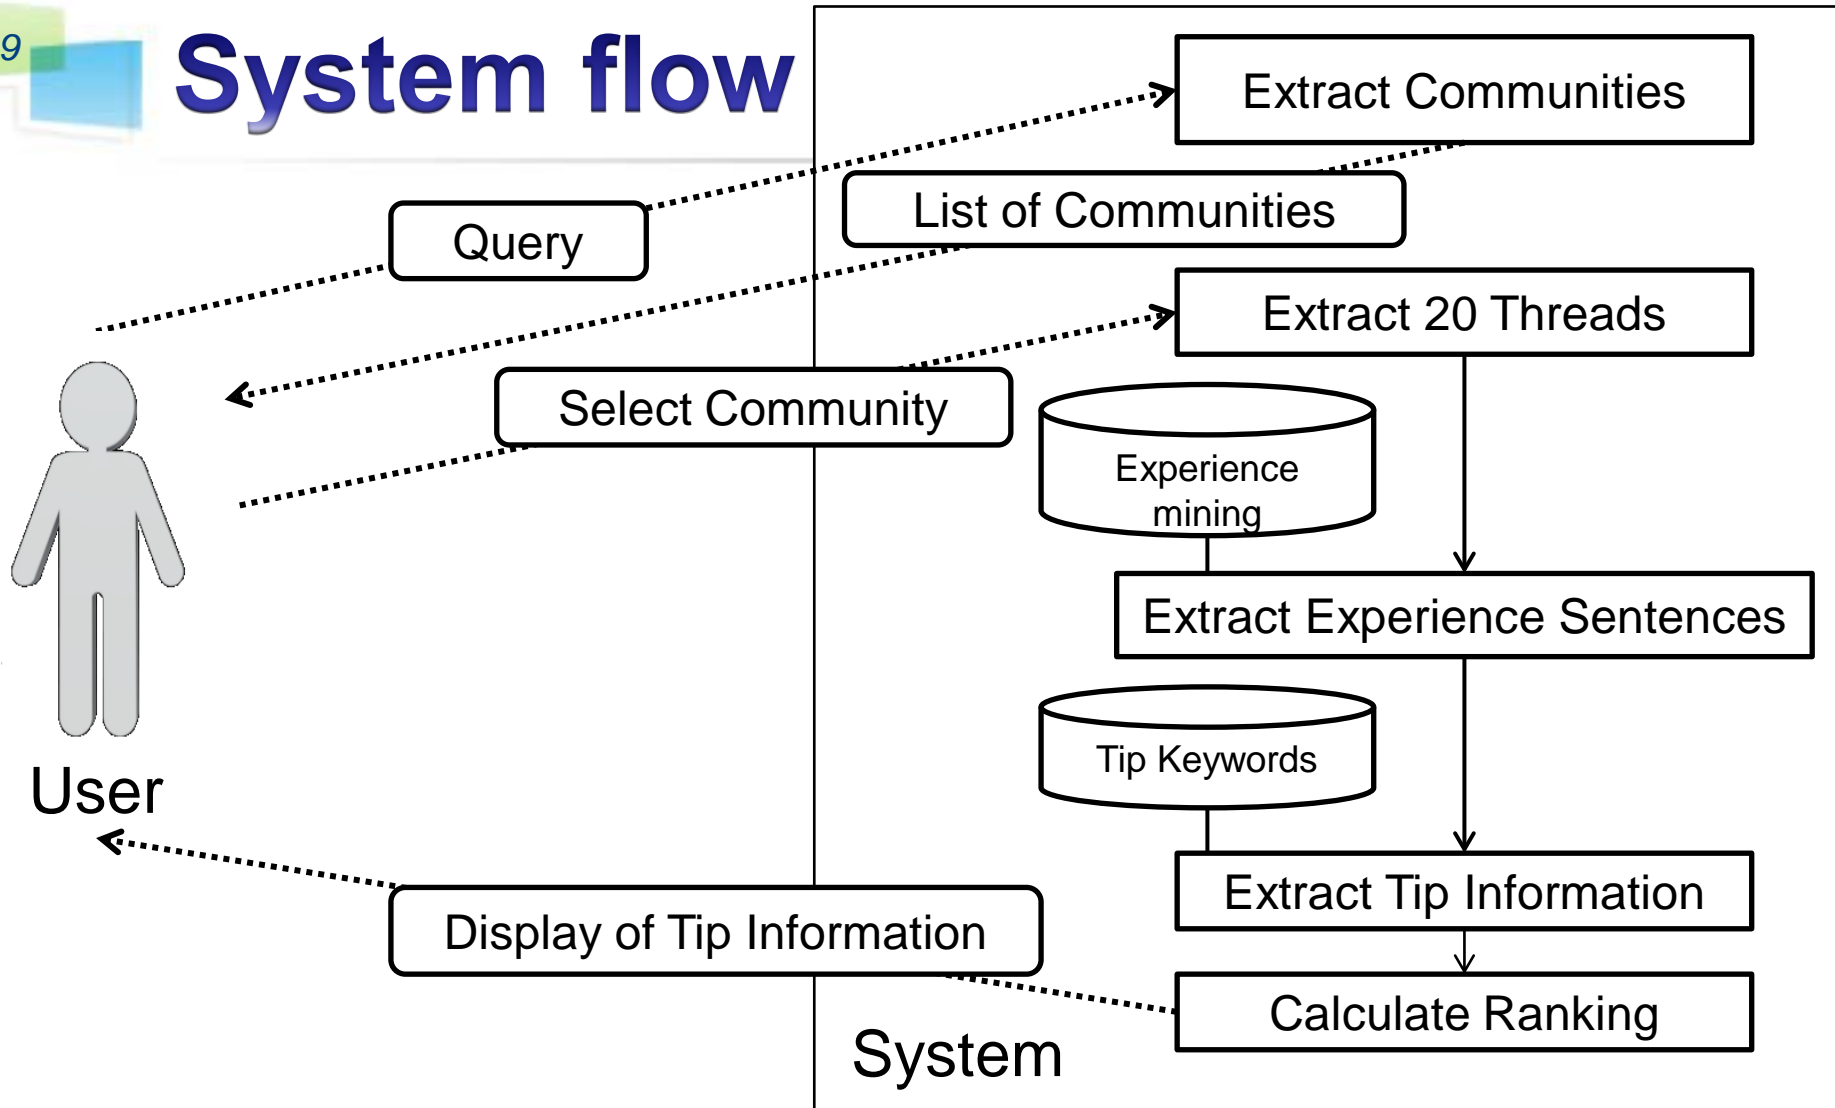 9
System flow
Extract Communities
List of Communities
Query
Extract 20 Threads
Select Community
Experience
mining
Extract Experience Sentences
Tip Keywords
User
Extract Tip Information
Display of Tip Information
Calculate Ranking
System